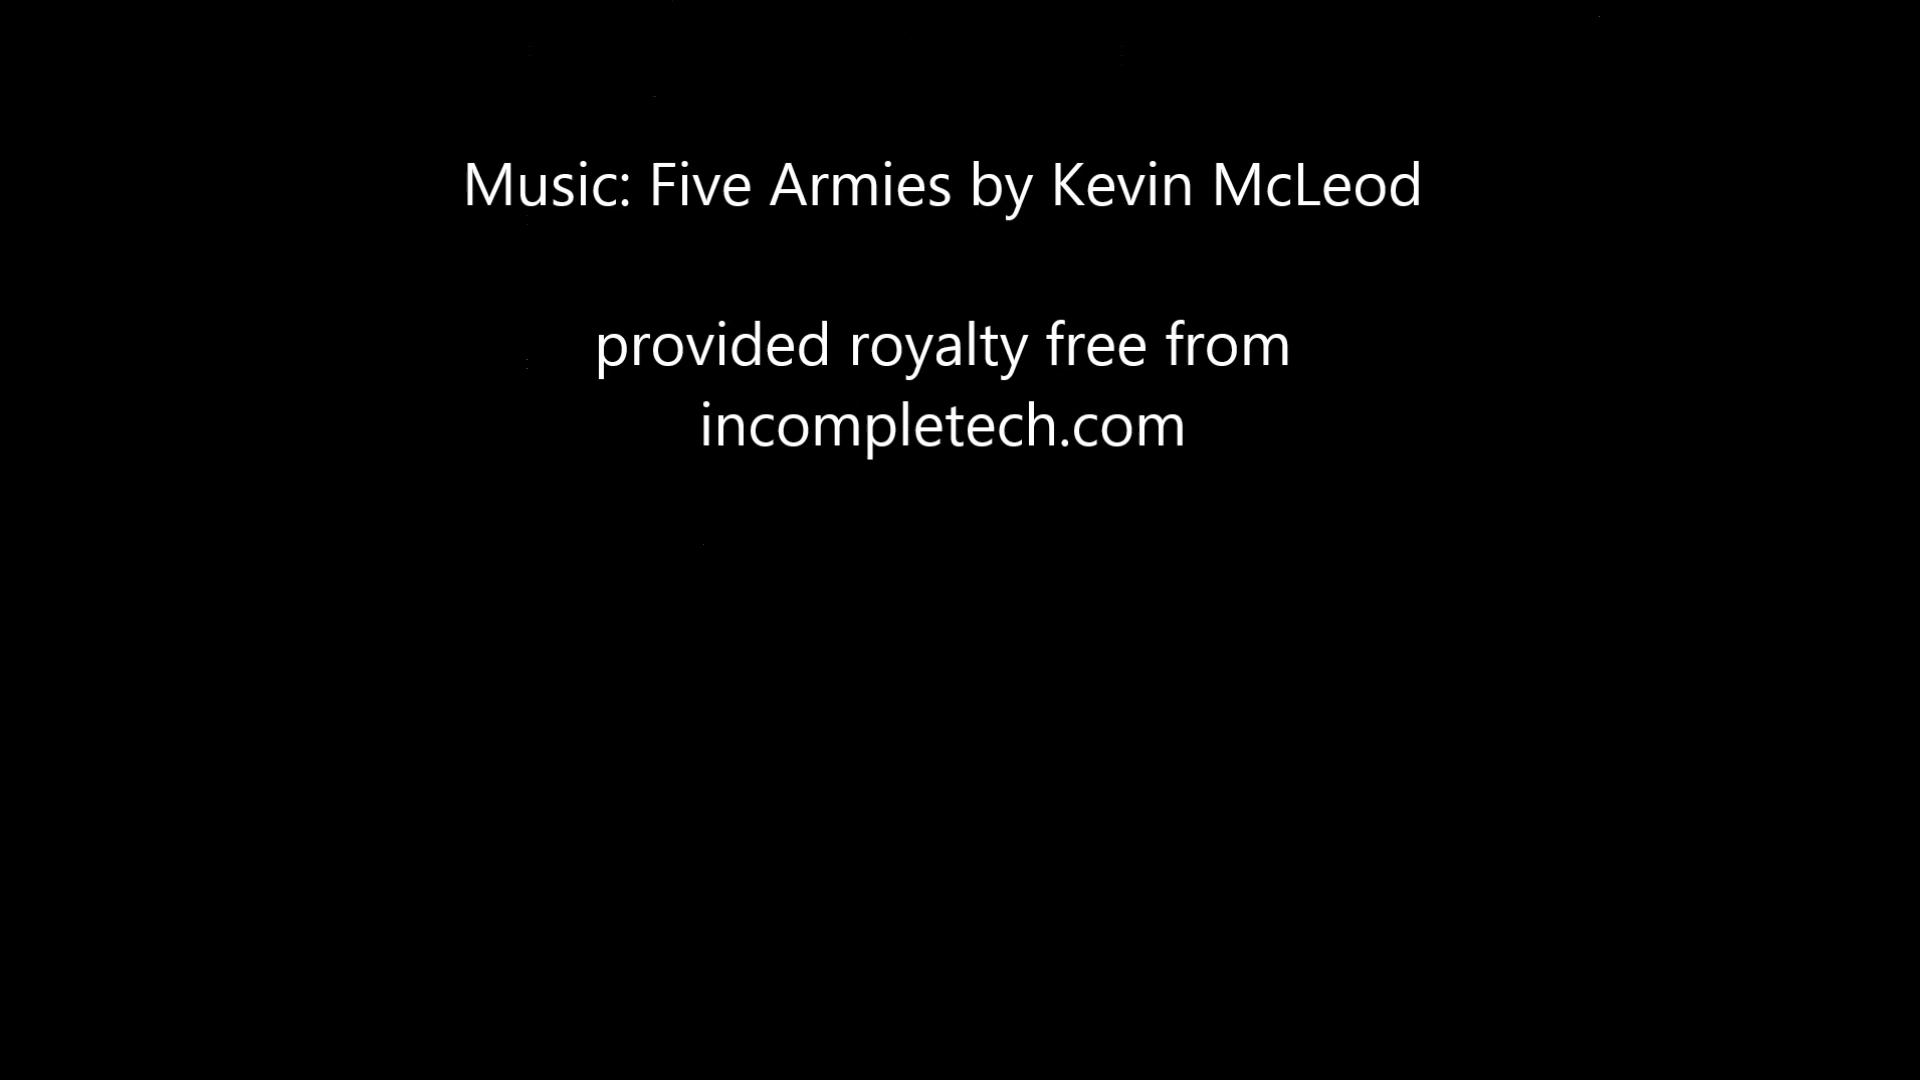 Music: Five Armies by Kevin McLeod
provided royalty free from
incompletech.com